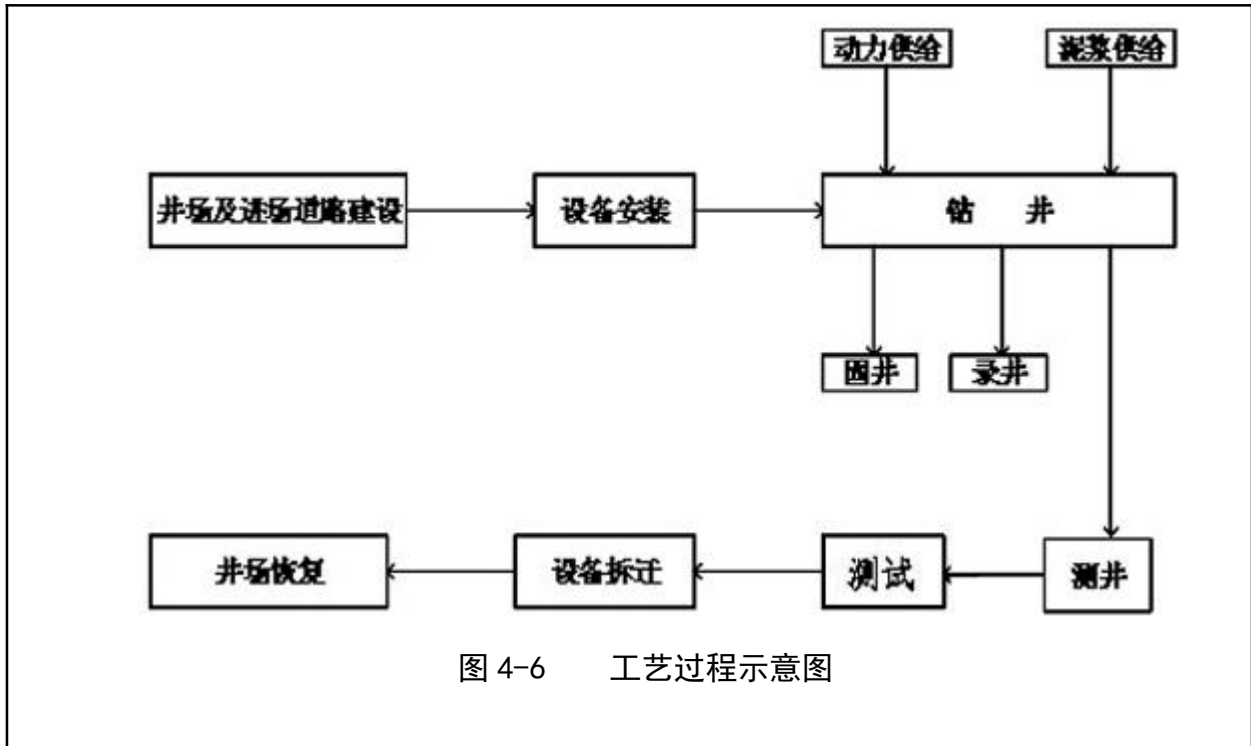 动力供给 泥浆供给
井场及进场道路建设 设备安装 钻 井
固井 录井
井场恢复 设备拆迁 测试 测井
图 4-6 工艺过程示意图